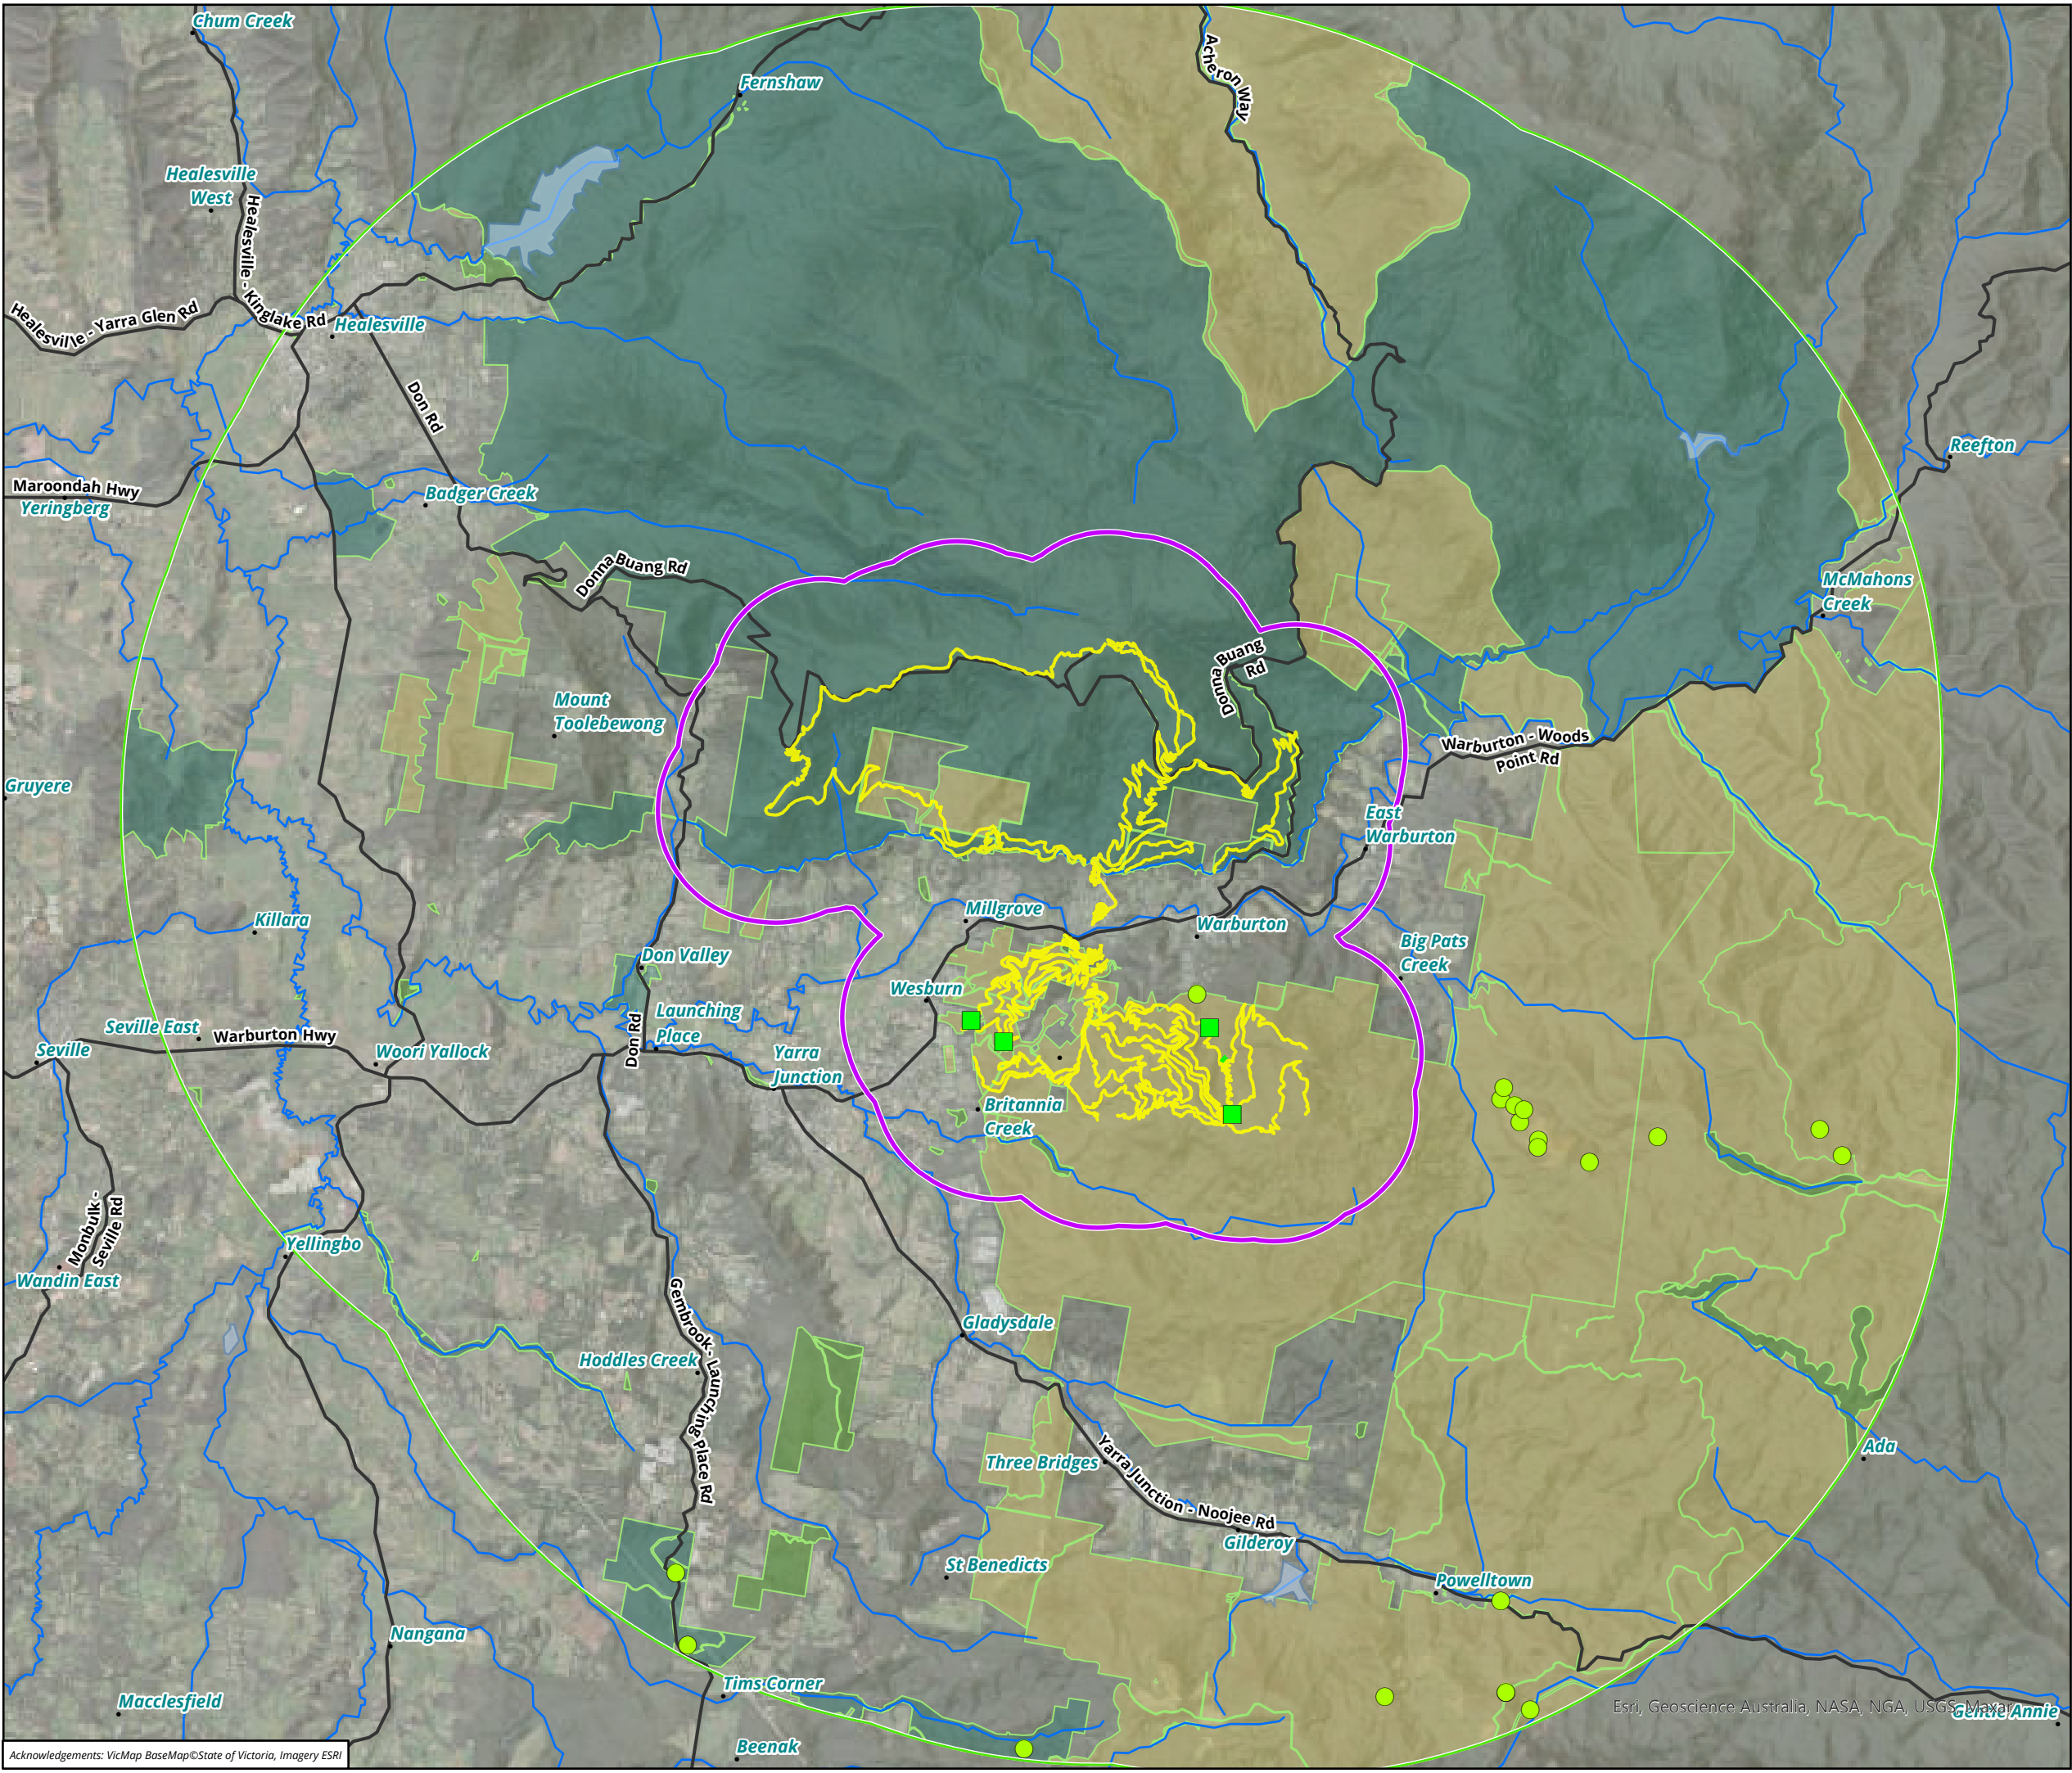 Chum Creek
Fernshaw
Acheron Way
Healesville
West
Healesville - Kinglake Rd
Healesville - Yarra Glen Rd
Healesville
Don Rd
Reefton
Maroondah Hwy
Yeringberg
Badger Creek
Donna Buang Rd
McMahons
Creek
Donna Buang
Rd
Mount
Toolebewong
Warburton - Woods
Point Rd
Gruyere
East
Warburton
Millgrove
Killara
Warburton
Don Valley
Big Pats
Creek
Wesburn
Launching
Place
Seville East
Warburton Hwy
Don Rd
Seville
Woori Yallock
Yarra
Junction
Britannia
Creek
Monbulk -
Seville Rd
Yellingbo
Wandin East
Gembrook - Launching Place Rd
Gladysdale
Hoddles Creek
Ada
Three Bridges
Yarra Junction - Noojee Rd
Gilderoy
St Benedicts
Powelltown
Nangana
Tims Corner
Macclesfield
Esri, Geoscience Australia, NASA, NGA, USGS, Maxar
Gentle Annie
Beenak
Acknowledgements: VicMap BaseMap©State of Victoria, Imagery ESRI